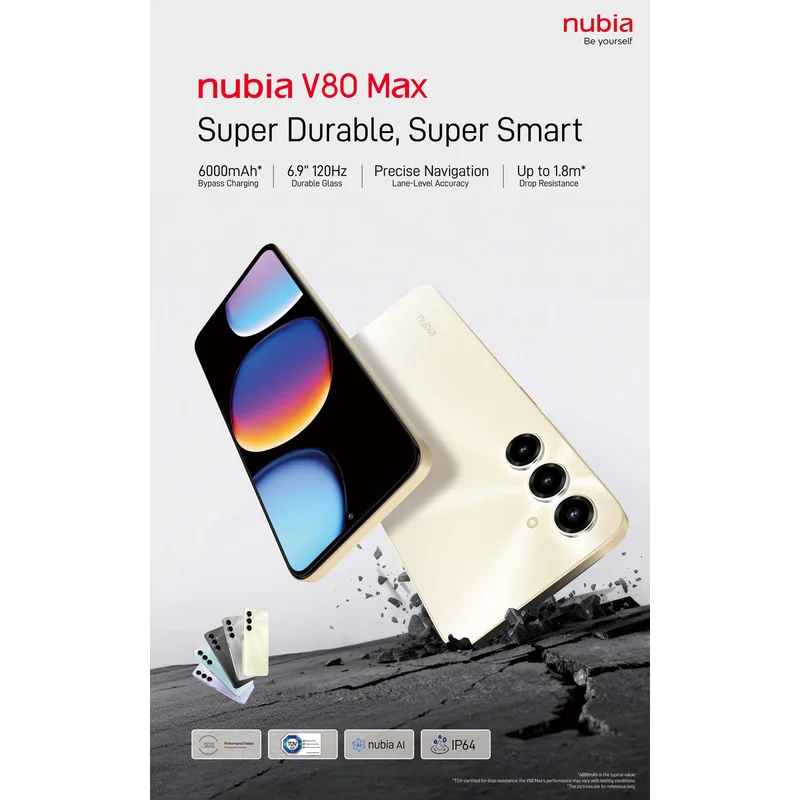 nubia
Be yourself
nubia V80 Max
Super Durable, Super Smart
6000mAh*
Bypass Charging
6.9" 120Hz
Durable Glass
Precise Navigation
Lane-Level Accuracy
Up to 1.8m*
Drop Resistance
nubia
SGS
Performance Tested
TÜV
nubia AI
IP64
*6000mAh is the typical value.
*TÜV-certified for drop resistance, the V80 Max's performance may vary with testing conditions.
*The pictures are for reference only.